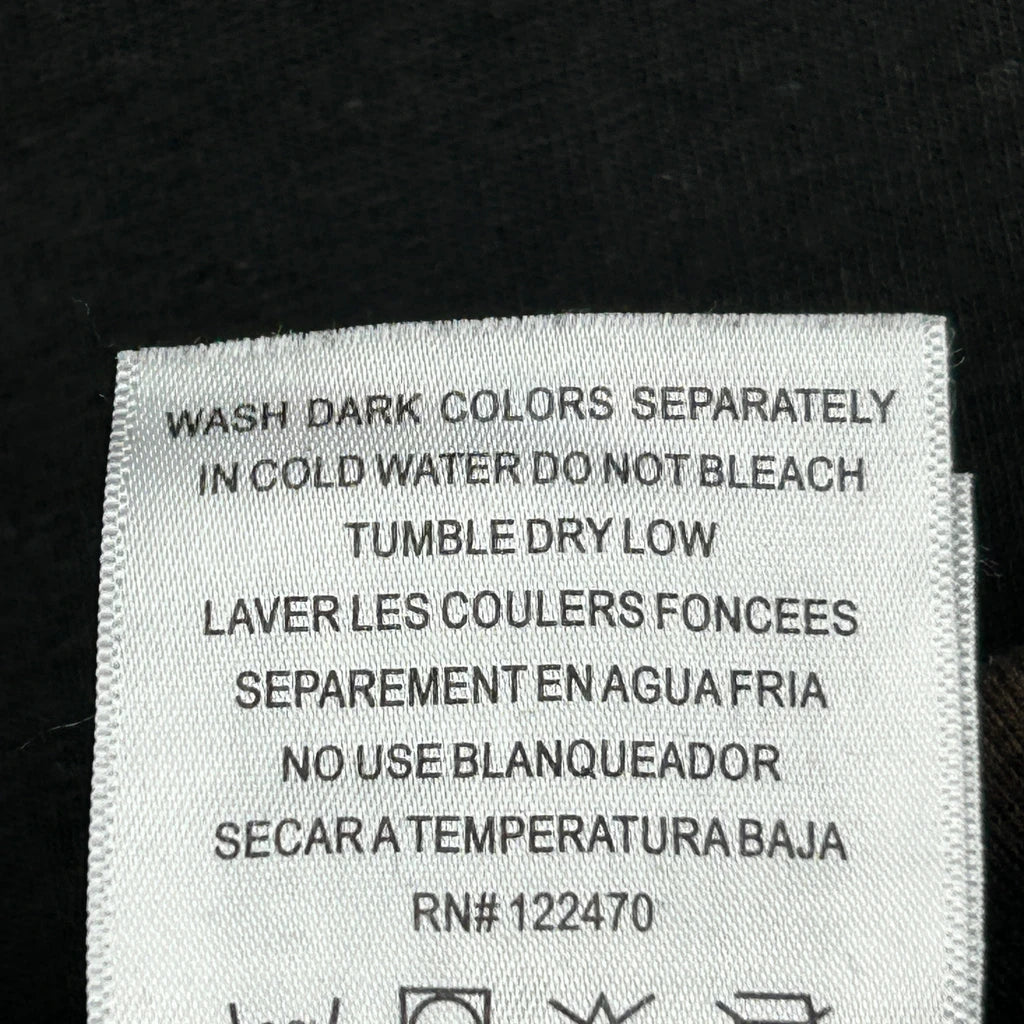 WASH DARK COLORS SEPARATELY
IN COLD WATER DO NOT BLEACH
TUMBLE DRY LOW
LAVER LES COULERS FONCEES
SEPAREMENT EN AGUA FRIA
NO USE BLANQUEADOR
SECAR A TEMPERATURA BAJA
RN# 122470